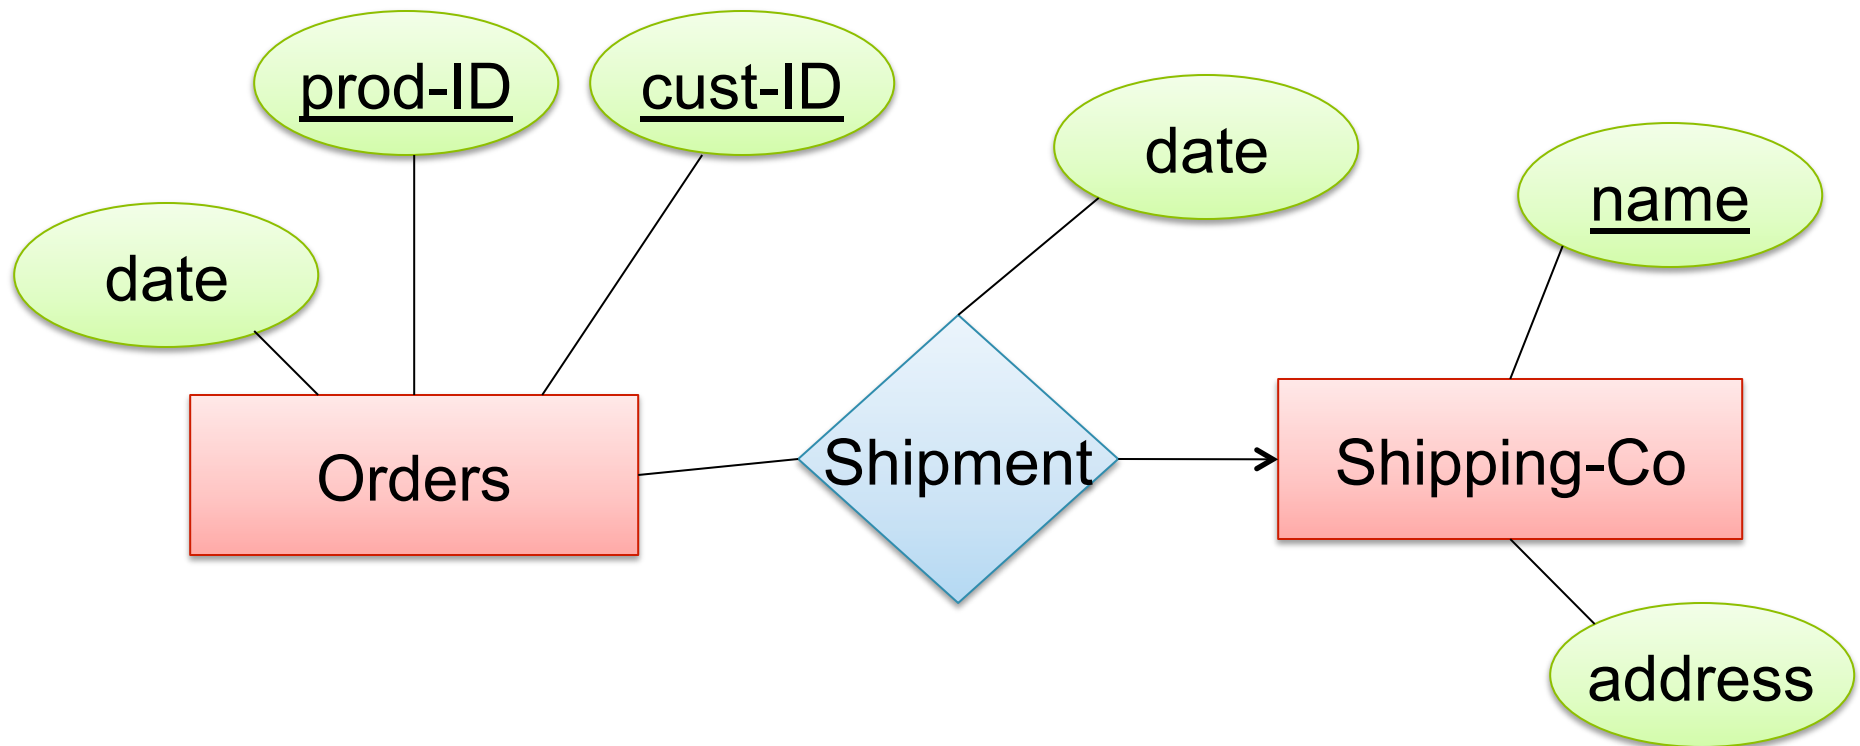 prod-ID
cust-ID
date
name
date
Orders
Shipment
Shipping-Co
address